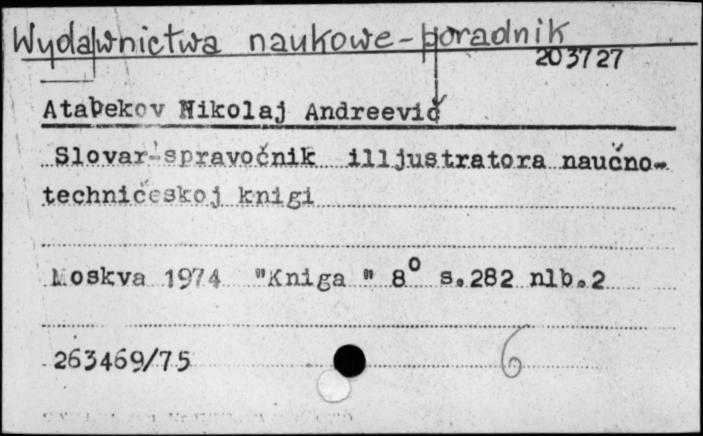 Wydawnictwa naukowe-poradnik
203727
Atabekov Nikolaj Andreevič
Slovar'-spravočnik illjustratora naučno-
techničeskoj knigi
Moskva 1974 "Kniga" 8° s.282 nlb.2
263469/75 6